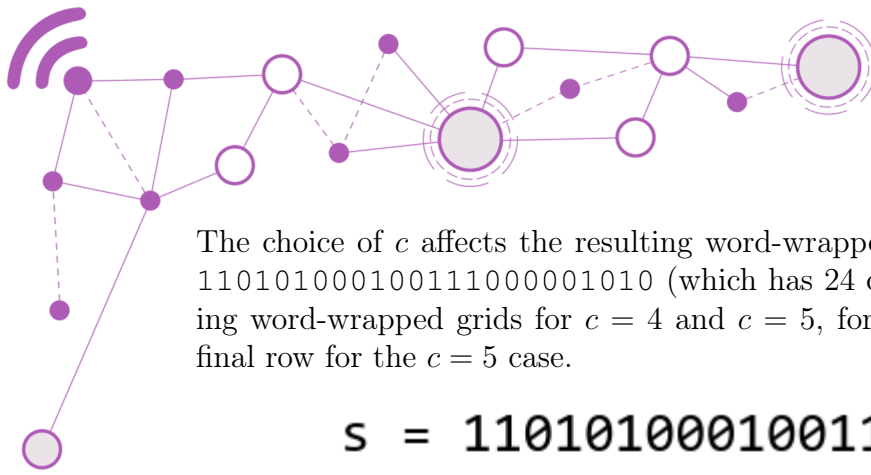 The choice of c affects the resulting word-wrappe
110101000100111000001010 (which has 24 c
ing word-wrapped grids for c = 4 and c = 5, for
final row for the c = 5 case.
s = 11010100010011